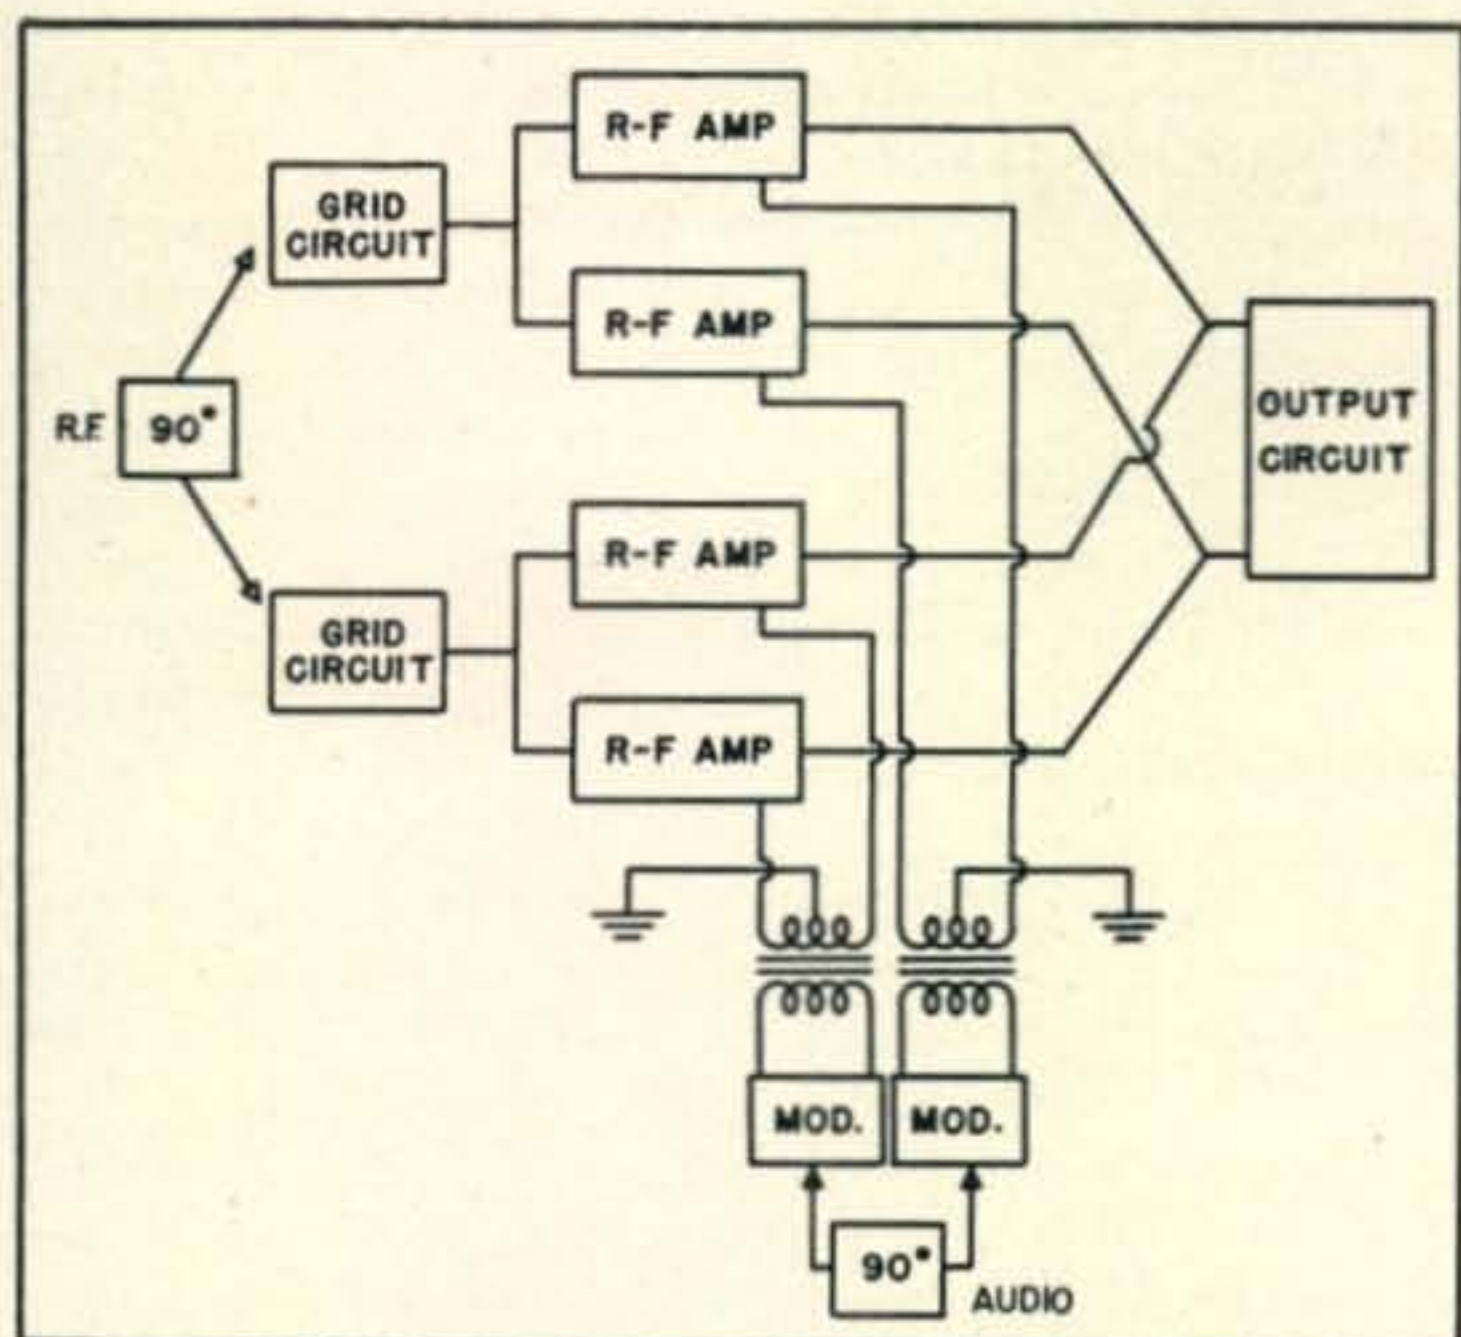 R-F AMP
GRID
CIRCUIT
R-F AMP
R.F.
90°
OUTPUT
CIRCUIT
R-F AMP
GRID
CIRCUIT
R-F AMP
MOD.
MOD.
90°
AUDIO